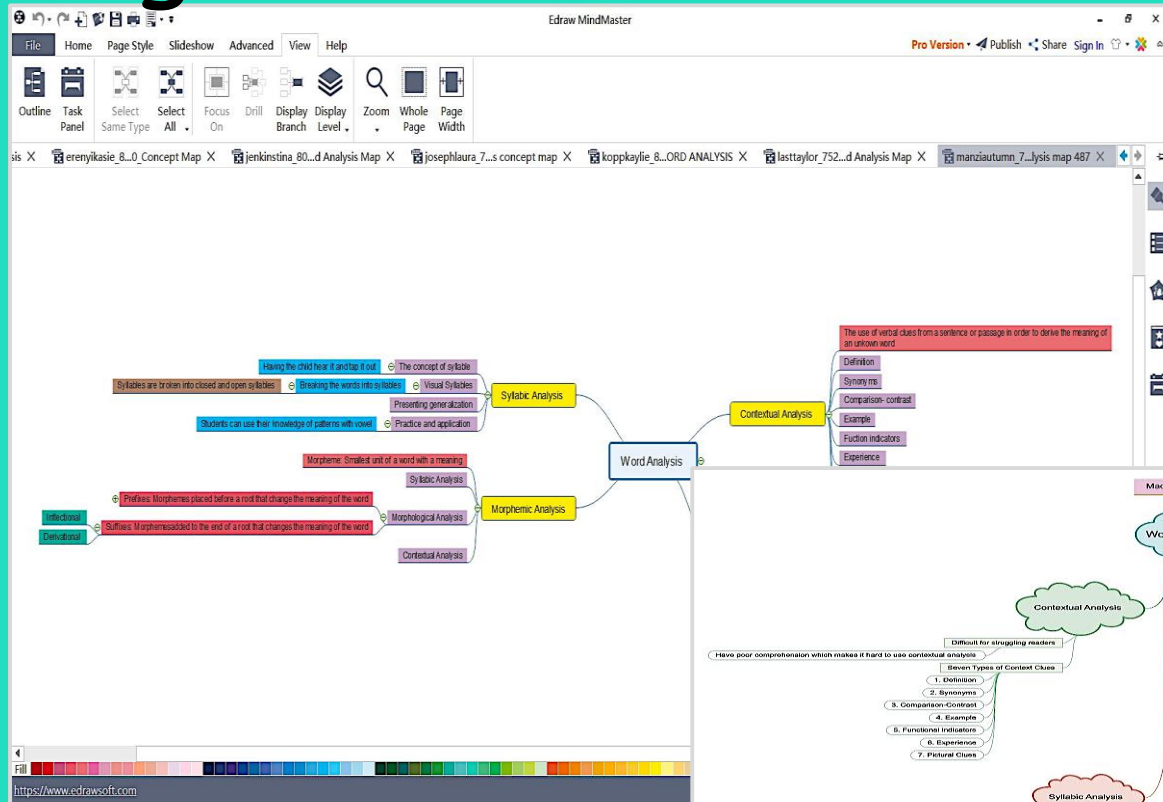 Edraw MindMaster
File Home Page Style Slideshow Advanced View Help
Pro Version Publish Share Sign In
Outline
Task Panel
Select Same Type
Select All
Focus On
Drill
Display Branch
Display Level
Zoom
Whole Page
Page Width
sis X erenyikasie_8...0_Concept Map X jenkinstina_80...d Analysis Map X josephlaura_7...s concept map X koppkaylie_8...ORD ANALYSIS X lasttaylor_752...d Analysis Map X manziautumn_7...lysis map 487 X
Having the child hear it and tap it out
The concept of syllable
Syllables are broken into closed and open syllables
Breaking the words into syllables
Visual Syllables
Presenting generalization
Students can use their knowledge of patterns with vowel
Practice and application
Syllabic Analysis
Morpheme: Smallest unit of a word with a meaning
Syllabic Analysis
Prefixes: Morphemes placed before a root that change the meaning of the word
Morphological Analysis
Inflectional
Suffixes: Morphemesadded to the end of a root that changes the meaning of the word
Derivational
Contextual Analysis
Morphemic Analysis
Word Analysis
Contextual Analysis
The use of verbal clues from a sentence or passage in order to derive the meaning of
an unkown word
Definition
Synonyms
Comparison- contrast
Example
Fuction indicators
Experience
Mac
Wo
Contextual Analysis
Difficult for struggling readers
Have poor comprehension which makes it hard to use contextual analysis
Seven Types of Context Clues
1. Definition
2. Synonyms
3. Comparison-Contrast
4. Example
5. Functional Indicators
6. Experience
7. Pictural Clues
Syllabic Analysis
Fill
https://www.edrawsoft.com